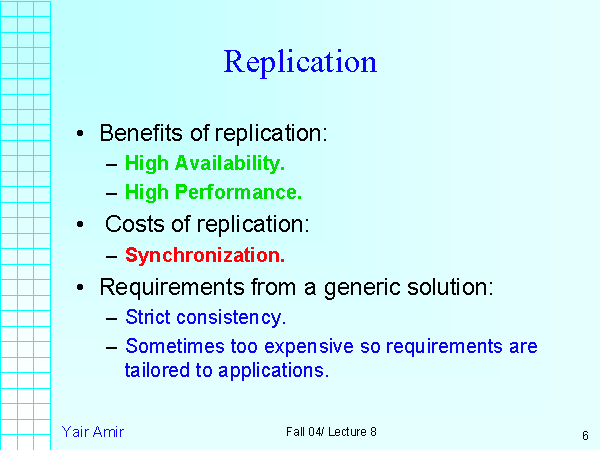 Replication
• Benefits of replication:
– High Availability.
– High Performance.
• Costs of replication:
– Synchronization.
• Requirements from a generic solution:
– Strict consistency.
– Sometimes too expensive so requirements are
tailored to applications.
Yair Amir
Fall 04/ Lecture 8
6